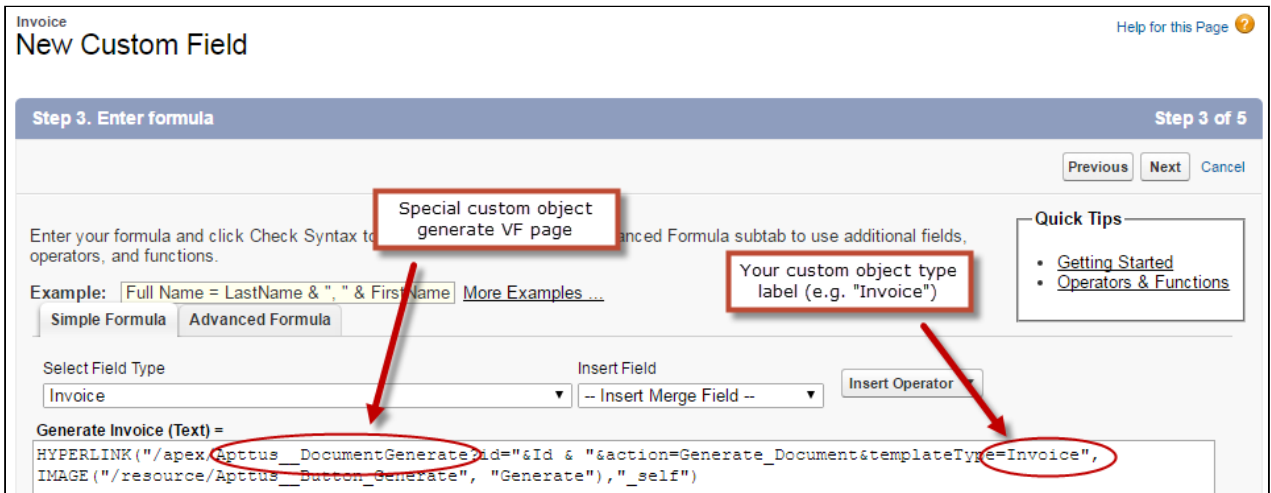 Invoice
New Custom Field
Help for this Page
Step 3. Enter formula
Step 3 of 5
Previous Next Cancel
Special custom object
generate VF page
Enter your formula and click Check Syntax to anced Formula subtab to use additional fields,
operators, and functions.
Quick Tips
• Getting Started
• Operators & Functions
Your custom object type
label (e.g. "Invoice")
Example: Full Name = LastName & ", " & FirstName More Examples ...
Simple Formula Advanced Formula
Select Field Type
Insert Field
Invoice
-- Insert Merge Field --
Insert Operator
Generate Invoice (Text) =
HYPERLINK("/apex/Apttus__DocumentGenerate?id="&Id & "&action=Generate_Document&templateType=Invoice",
IMAGE("/resource/Apttus__Button_Generate", "Generate"),"_self")